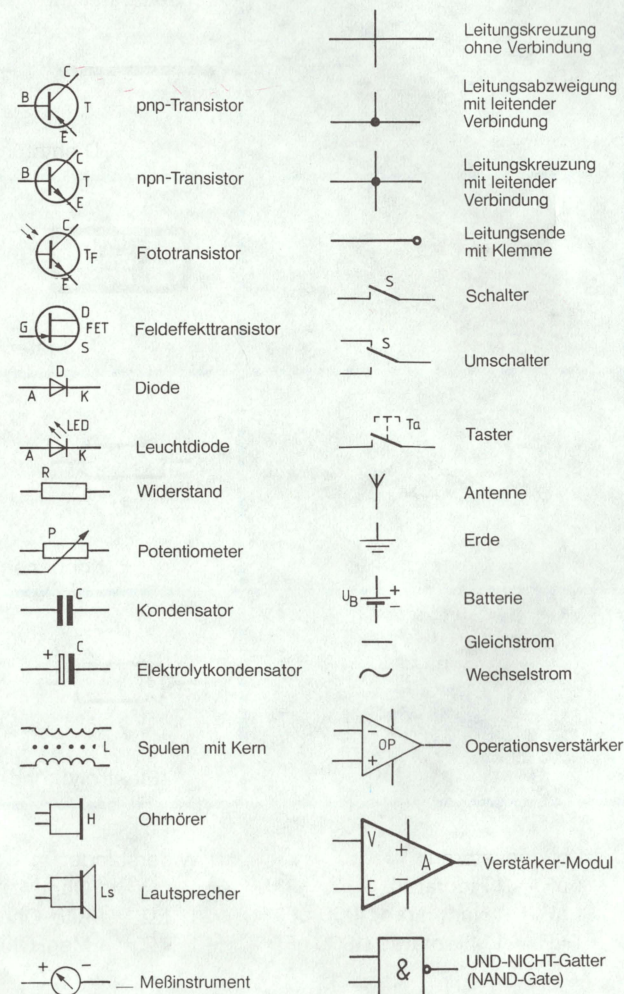 C
B
T
E
pnp-Transistor
C
B
T
E
npn-Transistor
C
TF
E
Fototransistor
D
G
FET
S
Feldeffekttransistor
D
A
K
Diode
LED
A
K
Leuchtdiode
R
Widerstand
P
Potentiometer
C
Kondensator
+
C
Elektrolytkondensator
L
Spulen mit Kern
H
Ohrhörer
Ls
Lautsprecher
+
-
Meßinstrument
Leitungskreuzung
ohne Verbindung
Leitungsabzweigung
mit leitender
Verbindung
Leitungskreuzung
mit leitender
Verbindung
Leitungsende
mit Klemme
S
Schalter
S
Umschalter
Ta
Taster
Antenne
Erde
UB
+
-
Batterie
Gleichstrom
Wechselstrom
-
OP
+
Operationsverstärker
V
+
A
E
-
Verstärker-Modul
&
UND-NICHT-Gatter
(NAND-Gate)